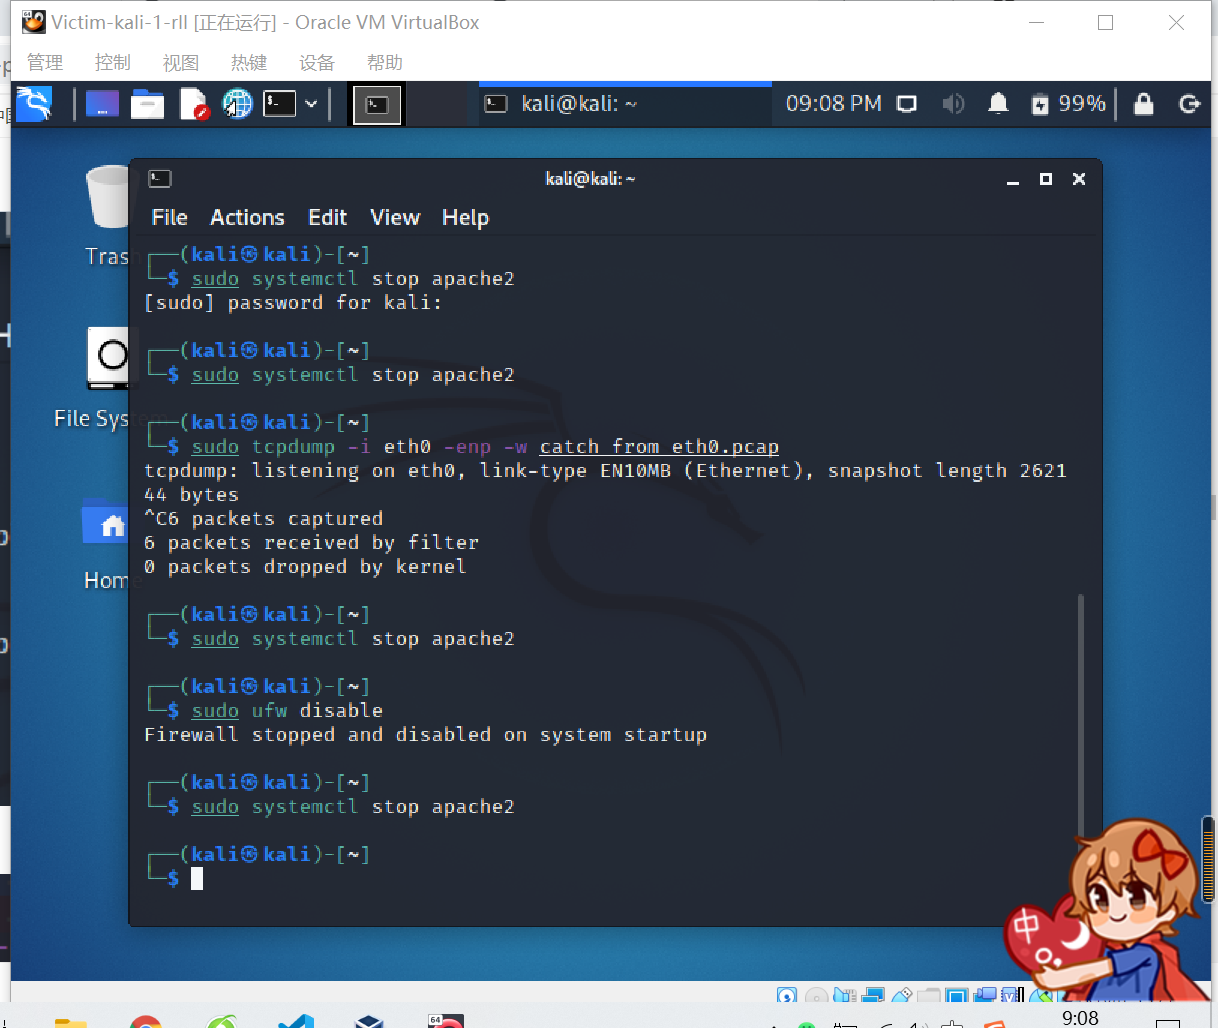 Victim-kali-1-rll [正在运行] - Oracle VM VirtualBox
管理 控制 视图 热键 设备 帮助
kali@kali: ~ 09:08 PM 99%
kali@kali: ~
File Actions Edit View Help
Trash
File System
Home
┌──(kali㉿kali)-[~]
└─$ sudo systemctl stop apache2
[sudo] password for kali:
┌──(kali㉿kali)-[~]
└─$ sudo systemctl stop apache2
┌──(kali㉿kali)-[~]
└─$ sudo tcpdump -i eth0 -enp -w catch_from_eth0.pcap
tcpdump: listening on eth0, link-type EN10MB (Ethernet), snapshot length 2621
44 bytes
^C6 packets captured
6 packets received by filter
0 packets dropped by kernel
┌──(kali㉿kali)-[~]
└─$ sudo systemctl stop apache2
┌──(kali㉿kali)-[~]
└─$ sudo ufw disable
Firewall stopped and disabled on system startup
┌──(kali㉿kali)-[~]
└─$ sudo systemctl stop apache2
┌──(kali㉿kali)-[~]
└─$
中
9:08